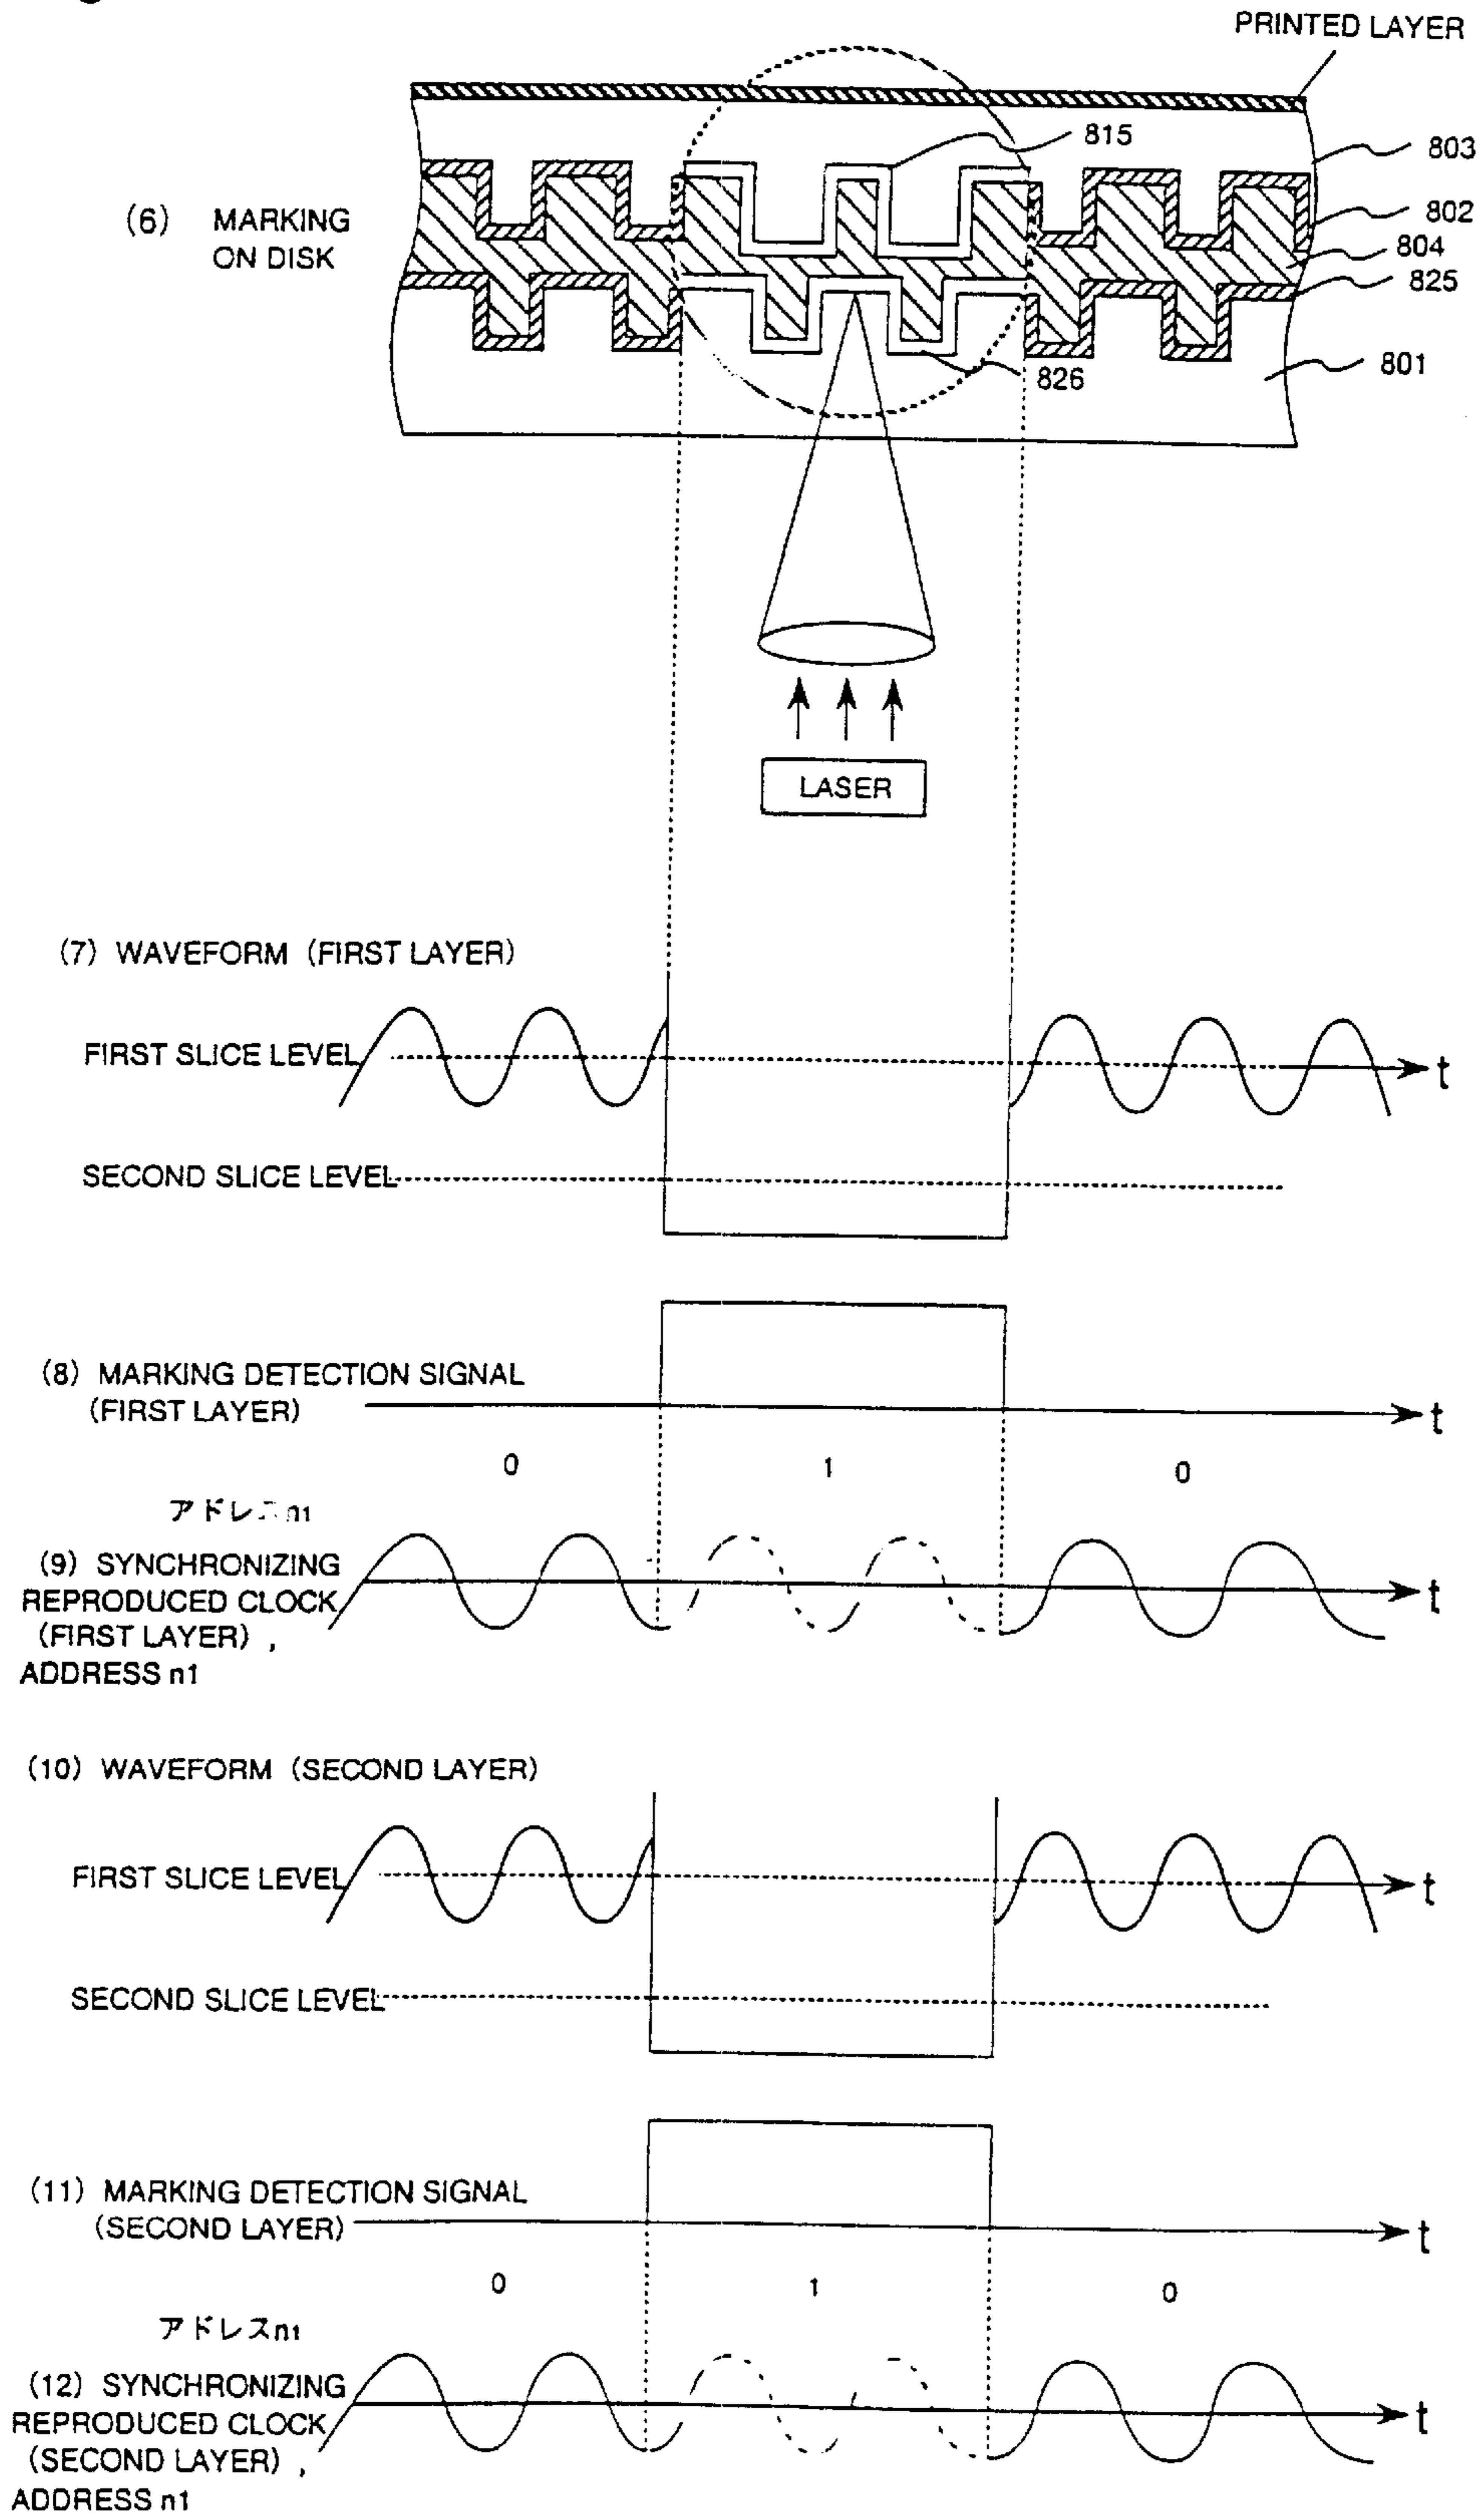 PRINTED LAYER
815
803
(6) MARKING
ON DISK
802
804
825
801
826
LASER
(7) WAVEFORM (FIRST LAYER)
FIRST SLICE LEVEL
t
SECOND SLICE LEVEL
(8) MARKING DETECTION SIGNAL
(FIRST LAYER)
t
0 1 0
アドレスn1
(9) SYNCHRONIZING
REPRODUCED CLOCK
t
(FIRST LAYER),
ADDRESS n1
(10) WAVEFORM (SECOND LAYER)
FIRST SLICE LEVEL
t
SECOND SLICE LEVEL
(11) MARKING DETECTION SIGNAL
(SECOND LAYER)
t
0 1 0
アドレスn1
(12) SYNCHRONIZING
REPRODUCED CLOCK
t
(SECOND LAYER),
ADDRESS n1